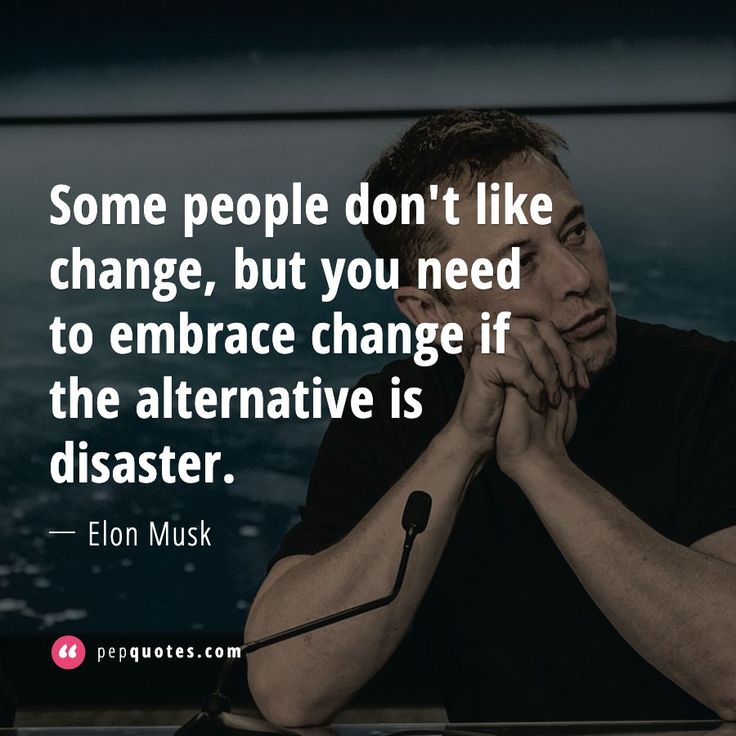 Some people don't like
change, but you need
to embrace change if
the alternative is
disaster.
— Elon Musk
pepquotes.com